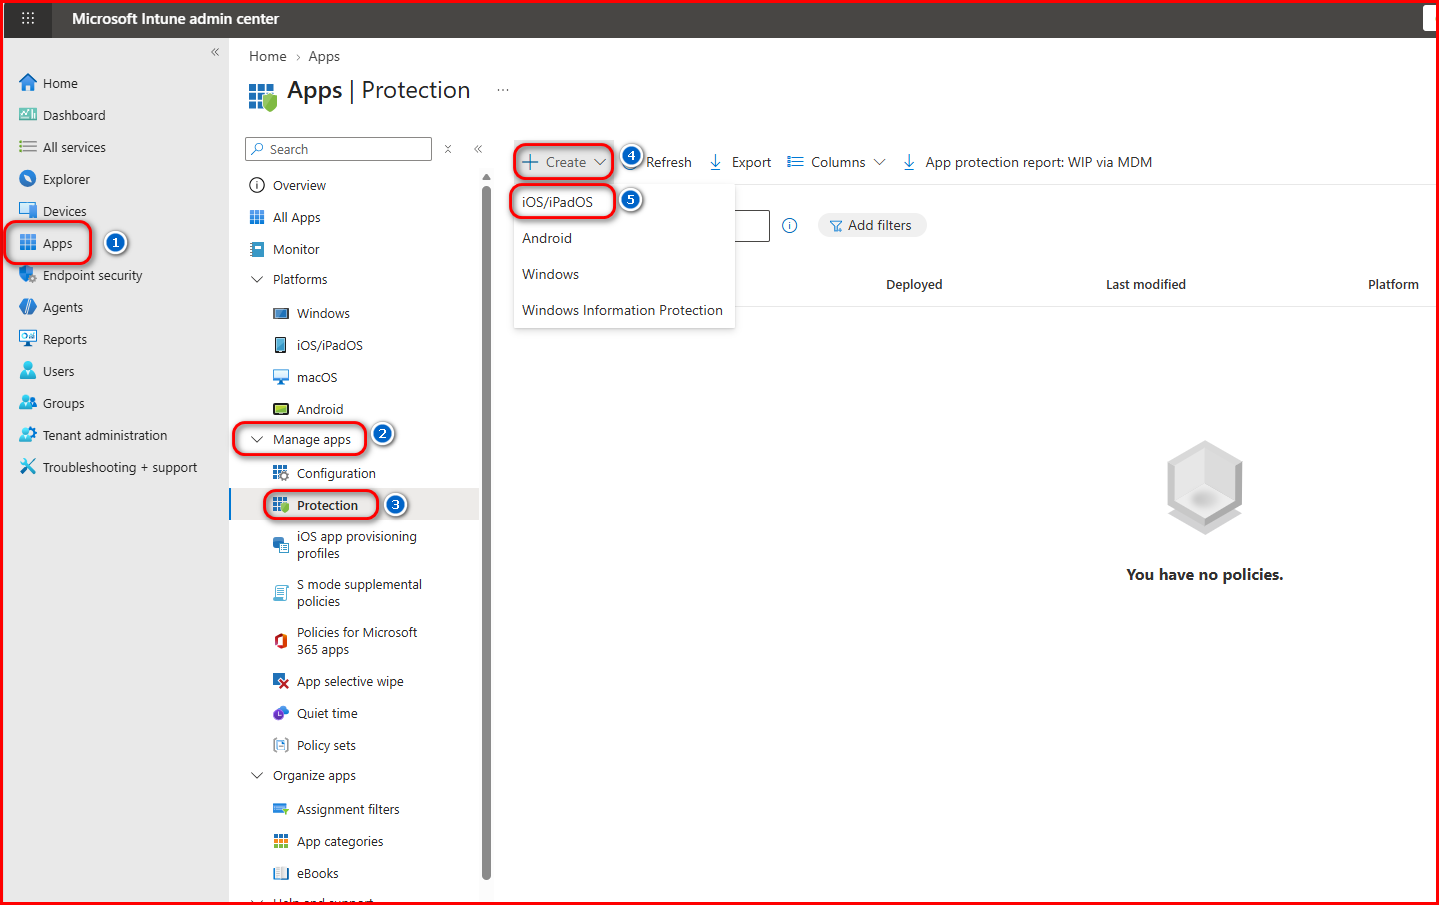 Microsoft Intune admin center
Home
Dashboard
All services
Explorer
Devices
Apps
1
Endpoint security
Agents
Reports
Users
Groups
Tenant administration
Troubleshooting + support
Home › Apps
Apps | Protection
...
Search
Overview
All Apps
Monitor
Platforms
Windows
iOS/iPadOS
macOS
Android
Manage apps
2
Configuration
Protection
3
iOS app provisioning
profiles
S mode supplemental
policies
Policies for Microsoft
365 apps
App selective wipe
Quiet time
Policy sets
Organize apps
Assignment filters
App categories
eBooks
Create 4 Refresh Export Columns App protection report: WIP via MDM
iOS/iPadOS
5
Android
Windows
Windows Information Protection
Add filters
Deployed Last modified Platform
You have no policies.